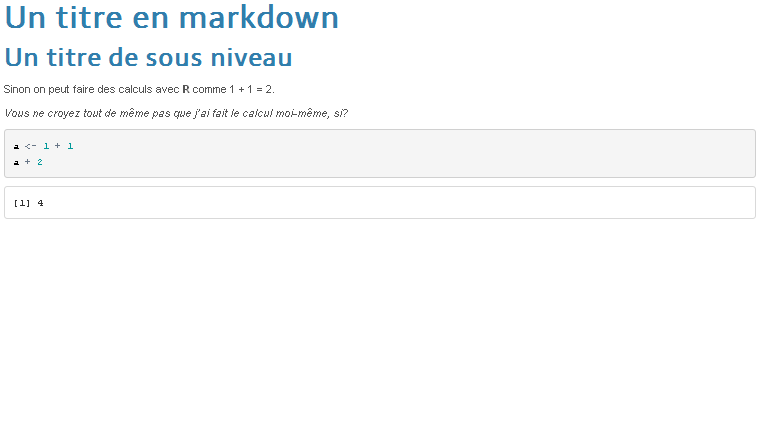 Un titre en markdown
Un titre de sous niveau
Sinon on peut faire des calculs avec R comme 1 + 1 = 2.
Vous ne croyez tout de même pas que j'ai fait le calcul moi-même, si?
a <- 1 + 1
a + 2
[1] 4